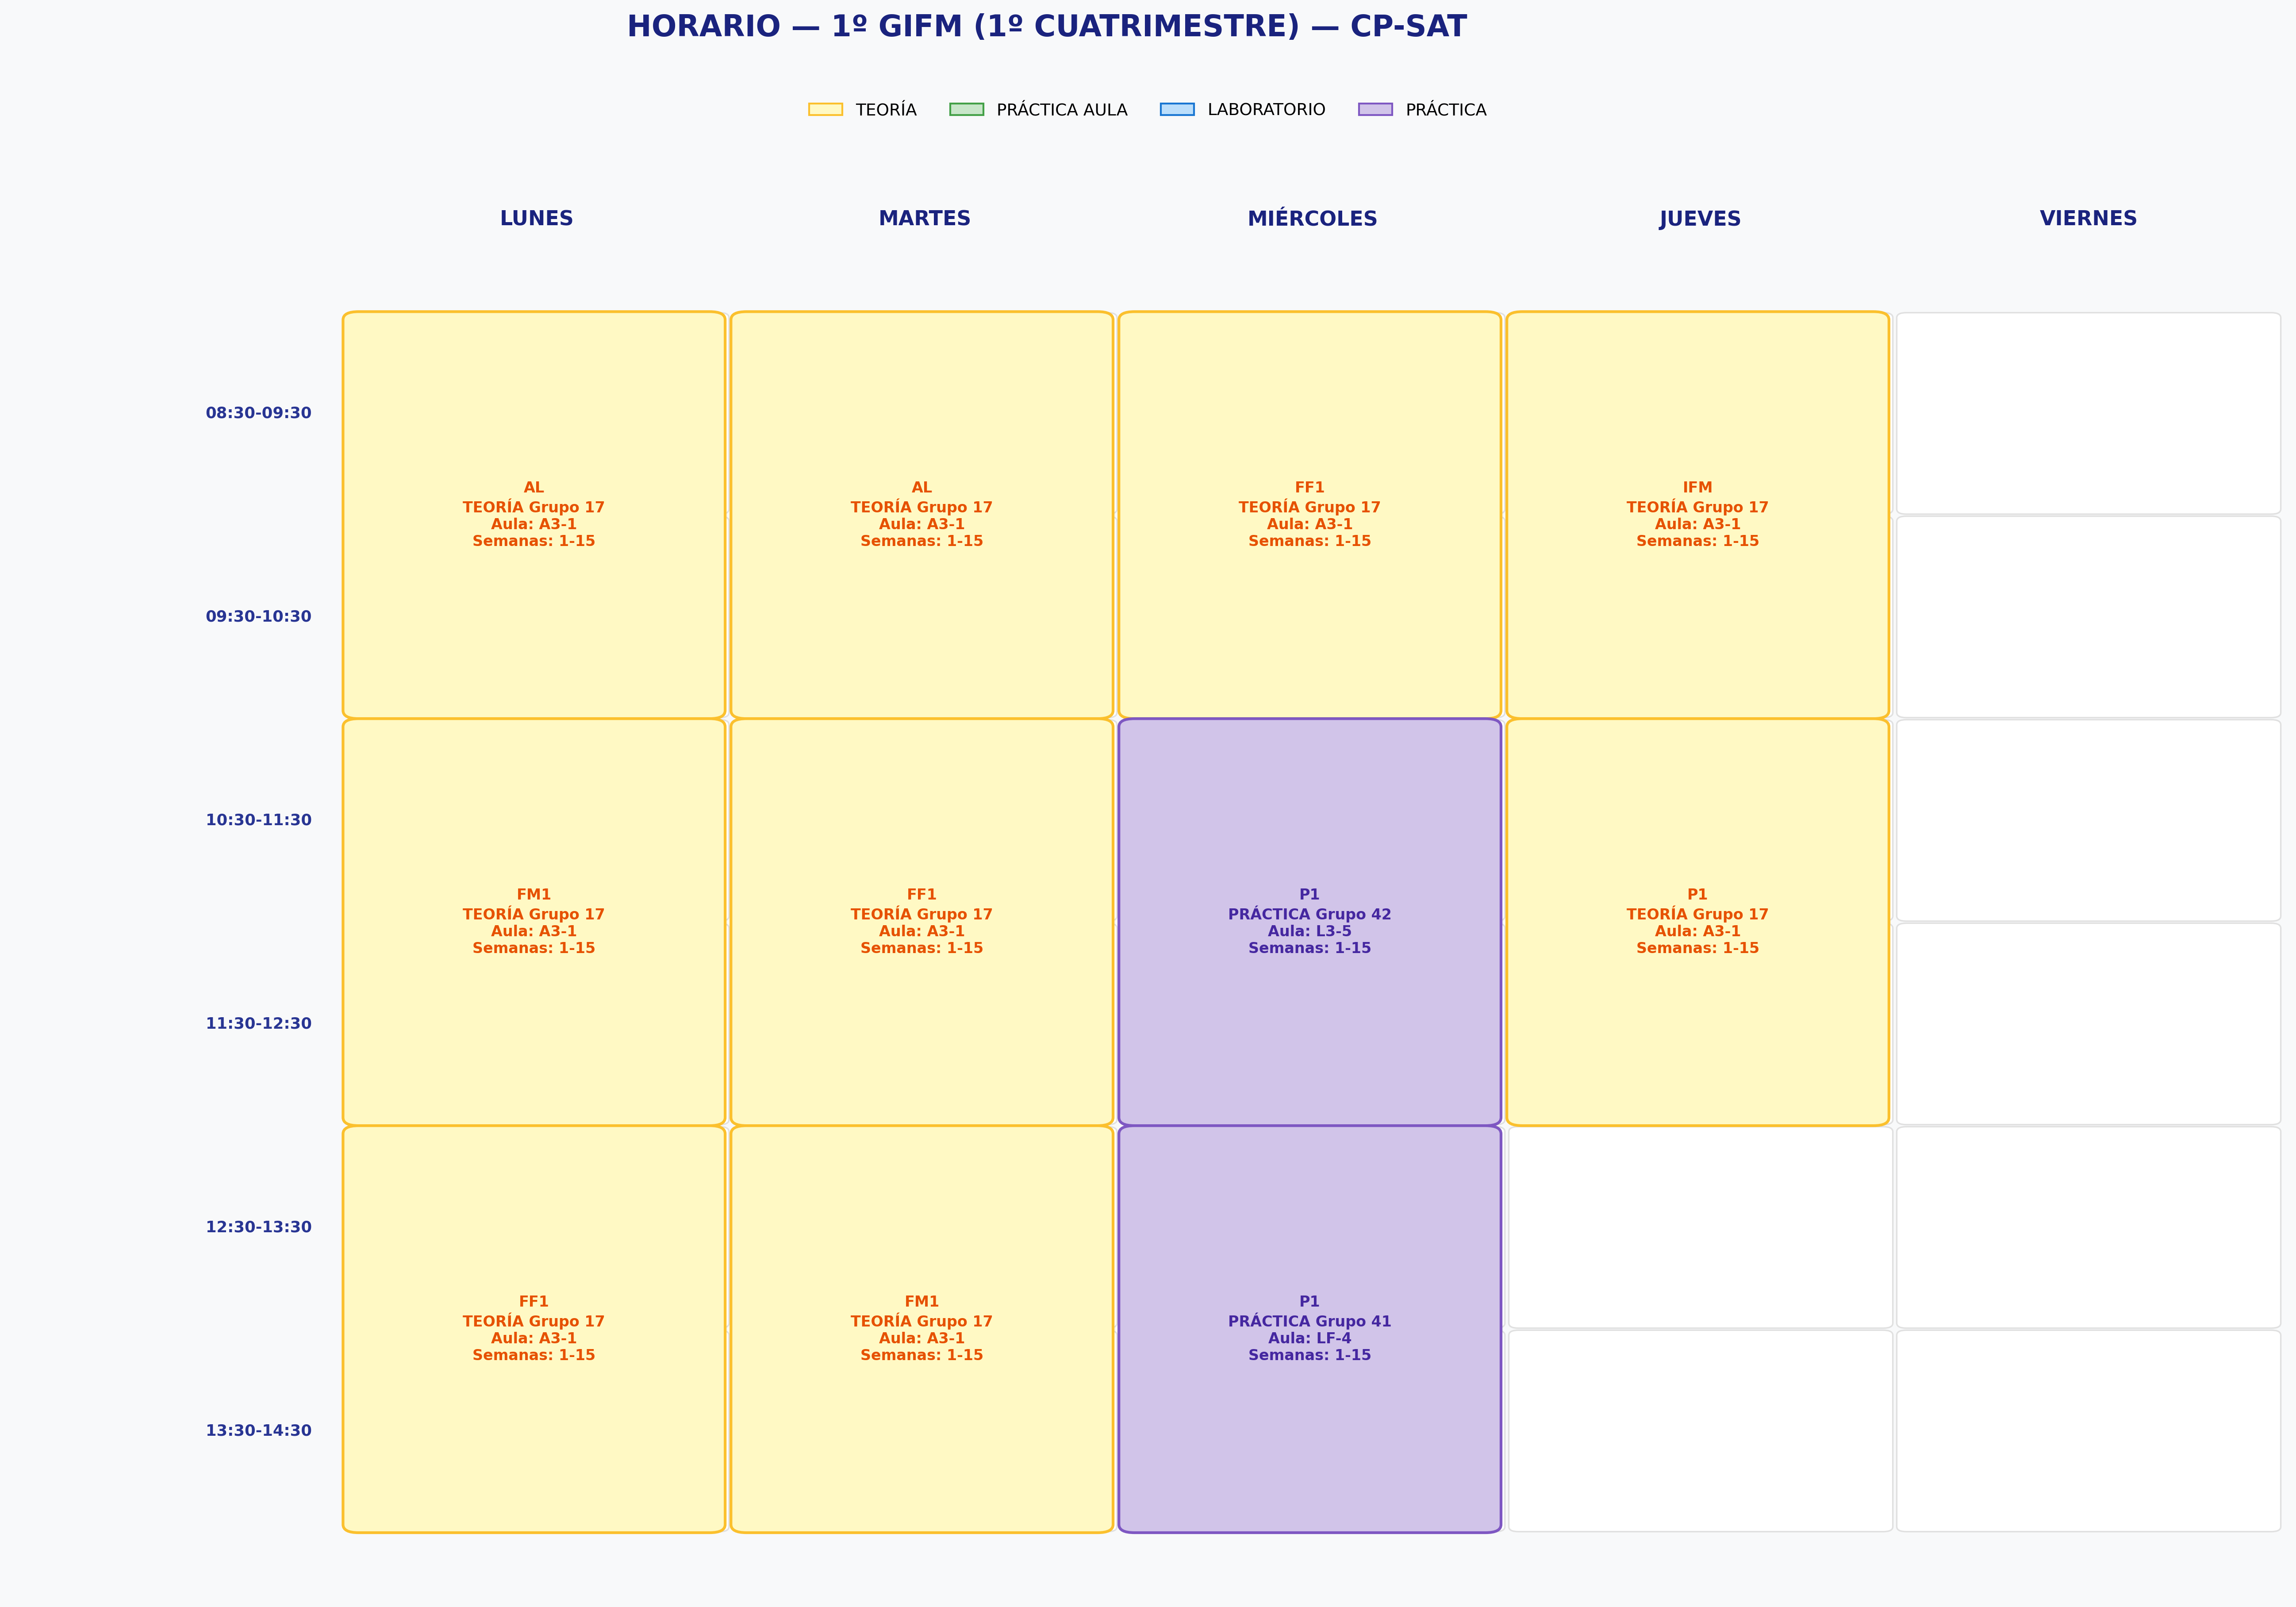 HORARIO — 1º GIFM (1º CUATRIMESTRE) — CP-SAT
TEORÍA
PRÁCTICA AULA
LABORATORIO
PRÁCTICA
LUNES
MARTES
MIÉRCOLES
JUEVES
VIERNES
08:30-09:30
AL
TEORÍA Grupo 17
Aula: A3-1
Semanas: 1-15
AL
TEORÍA Grupo 17
Aula: A3-1
Semanas: 1-15
FF1
TEORÍA Grupo 17
Aula: A3-1
Semanas: 1-15
IFM
TEORÍA Grupo 17
Aula: A3-1
Semanas: 1-15
09:30-10:30
10:30-11:30
FM1
TEORÍA Grupo 17
Aula: A3-1
Semanas: 1-15
FF1
TEORÍA Grupo 17
Aula: A3-1
Semanas: 1-15
P1
PRÁCTICA Grupo 42
Aula: L3-5
Semanas: 1-15
P1
TEORÍA Grupo 17
Aula: A3-1
Semanas: 1-15
11:30-12:30
12:30-13:30
FF1
TEORÍA Grupo 17
Aula: A3-1
Semanas: 1-15
FM1
TEORÍA Grupo 17
Aula: A3-1
Semanas: 1-15
P1
PRÁCTICA Grupo 41
Aula: LF-4
Semanas: 1-15
13:30-14:30